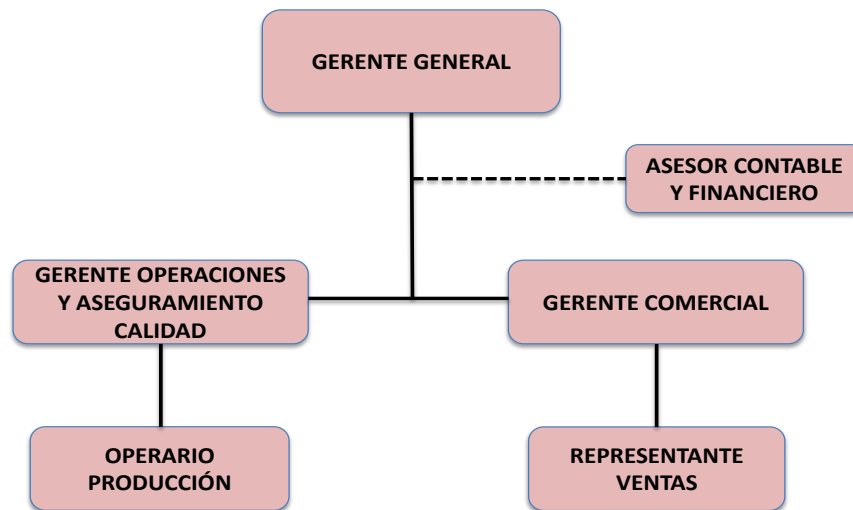 GERENTE GENERAL
ASESOR CONTABLE
Y FINANCIERO
GERENTE OPERACIONES
Y ASEGURAMIENTO
CALIDAD
GERENTE COMERCIAL
OPERARIO
PRODUCCIÓN
REPRESENTANTE
VENTAS